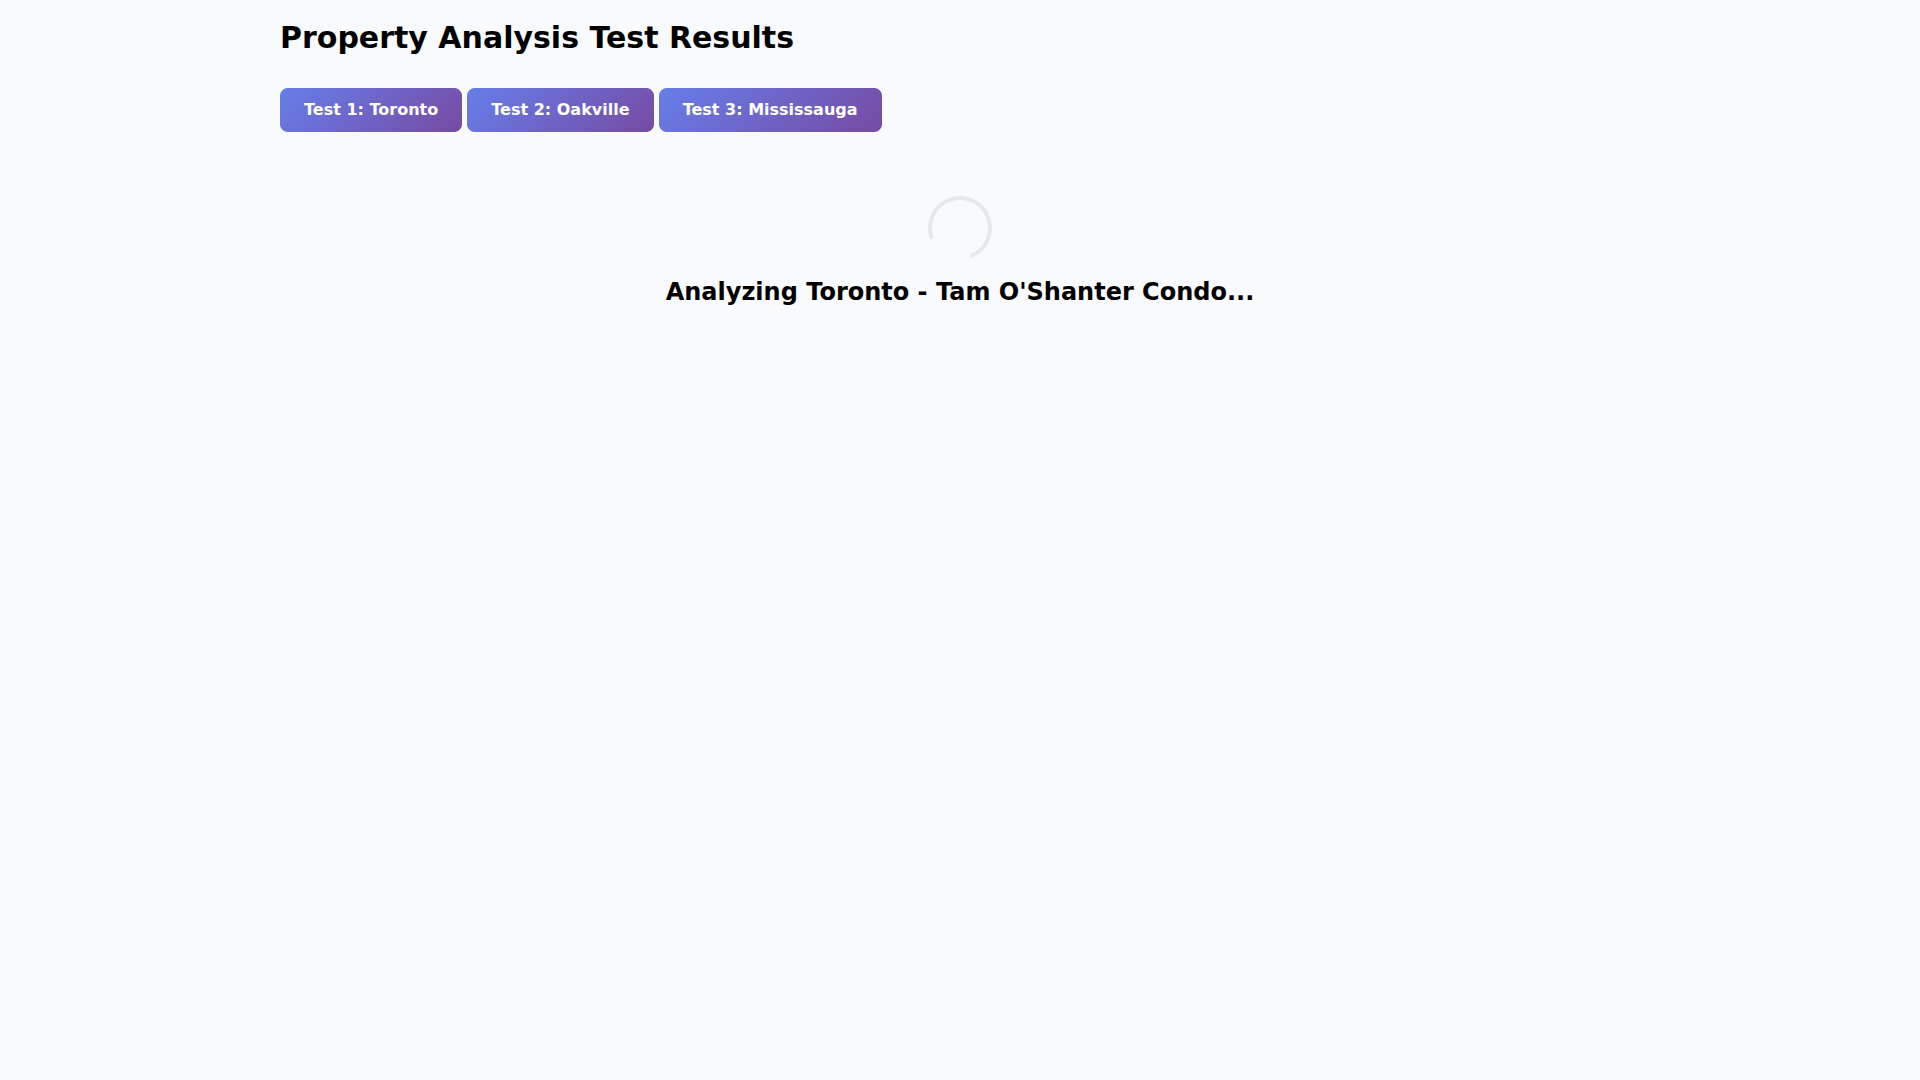 Property Analysis Test Results
Test 1: Toronto Test 2: Oakville Test 3: Mississauga
Analyzing Toronto - Tam O'Shanter Condo...